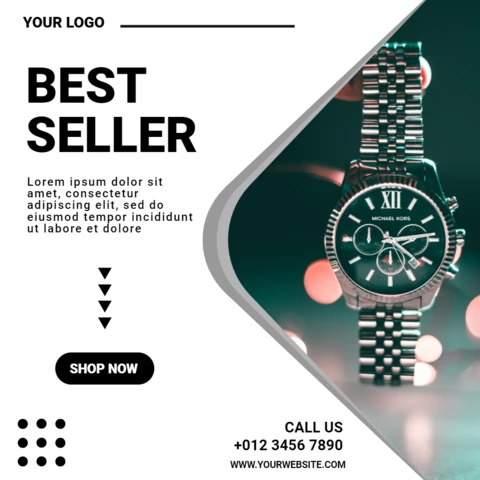 YOUR LOGO
BEST
SELLER
Lorem ipsum dolor sit
amet, consectetur
adipiscing elit, sed do
eiusmod tempor incididunt
ut labore et dolore
XII
MICHAEL KORS
SHOP NOW
CALL US
+012 3456 7890
WWW.YOURWEBSITE.COM